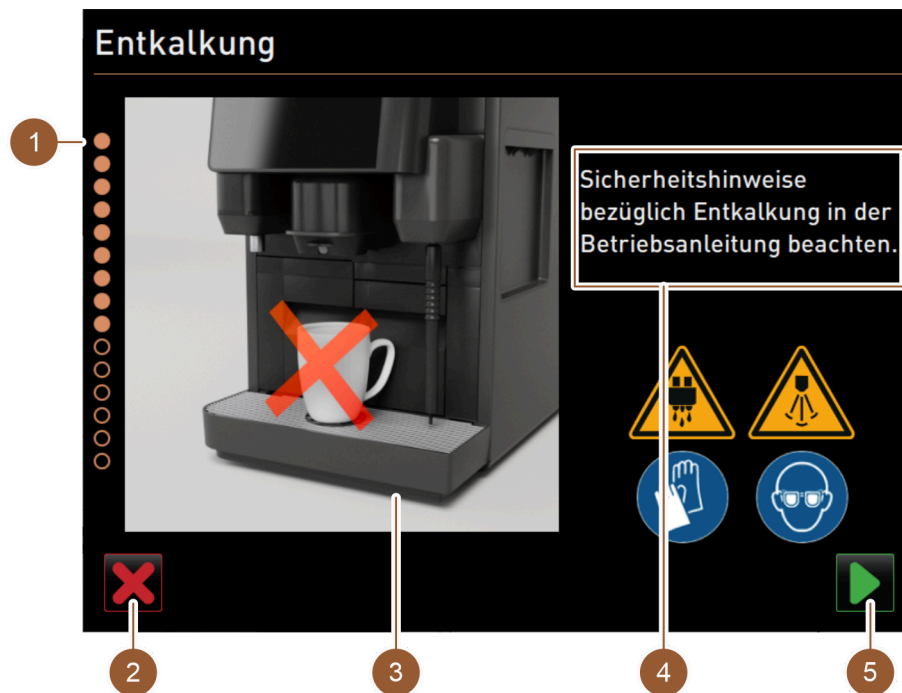 Entkalkung
1
Sicherheitshinweise
bezüglich Entkalkung in der
Betriebsanleitung beachten.
2
3
4
5